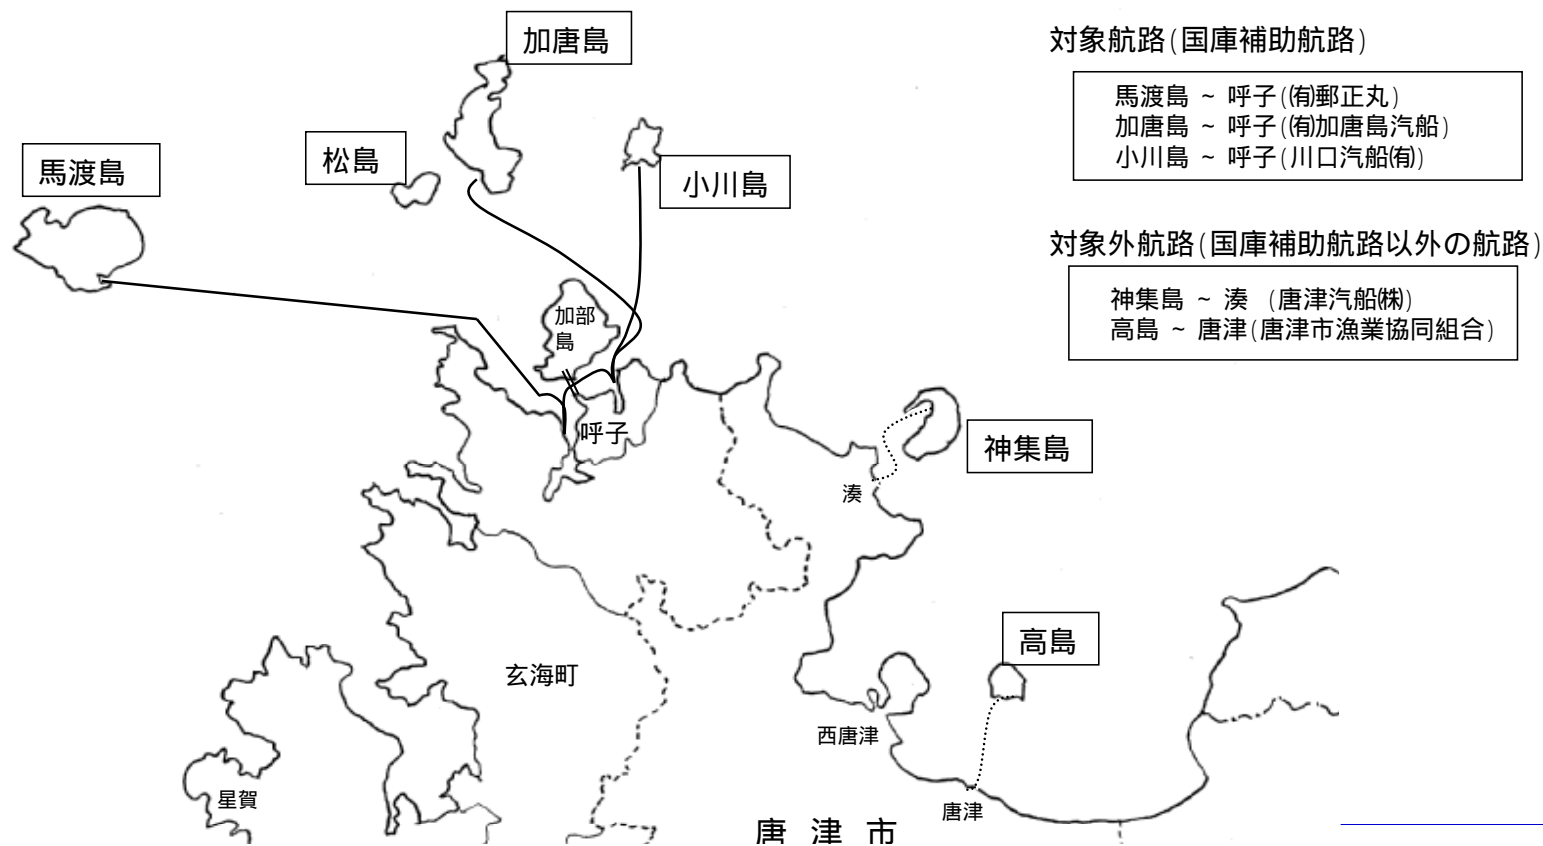 加唐島
松島
馬渡島
小川島
対象航路(国庫補助航路)
馬渡島 ~ 呼子(㈲郵正丸)
加唐島 ~ 呼子(㈲加唐島汽船)
小川島 ~ 呼子(川口汽船㈲)
対象外航路(国庫補助航路以外の航路)
神集島 ~ 湊 (唐津汽船㈱)
高島 ~ 唐津(唐津市漁業協同組合)
加部
島
呼子
神集島
湊
高島
玄海町
西唐津
星賀
唐津
唐 津 市